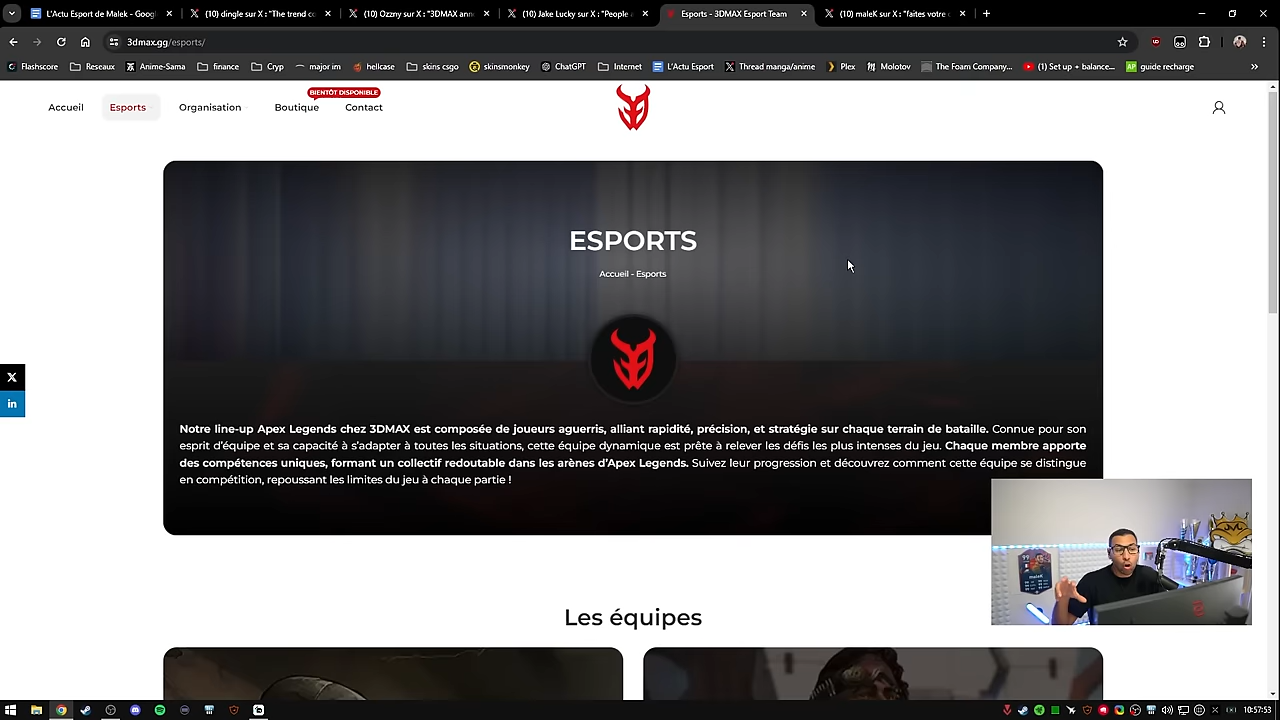 L'Actu Esport de Malek - Googl
(10) dingle sur X : "The trend co
(10) Ozzny sur X : "3DMAX ann
(10) Jake Lucky sur X : "People a
Esports - 3DMAX Esport Team
(10) maleK sur X : "faites votre c
3dmax.gg/esports/
Flashscore
Reseaux
Anime-Sama
finance
Cryp
major im
hellcase
skins csgo
skinsmonkey
ChatGPT
Internet
L'Actu Esport
Thread manga/anime
Plex
Molotov
The Foam Company...
(1) Set up + balance...
guide recharge
BIENTÔT DISPONIBLE
Accueil
Esports
Organisation
Boutique
Contact
ESPORTS
Accueil - Esports
Notre line-up Apex Legends chez 3DMAX est composée de joueurs aguerris, alliant rapidité, précision, et stratégie sur chaque terrain de bataille. Connue pour son
esprit d'équipe et sa capacité à s'adapter à toutes les situations, cette équipe dynamique est prête à relever les défis les plus intenses du jeu. Chaque membre apporte
des compétences uniques, formant un collectif redoutable dans les arènes d'Apex Legends. Suivez leur progression et découvrez comment cette équipe se distingue
en compétition, repoussant les limites du jeu à chaque partie !
Les équipes
99
10:57:53